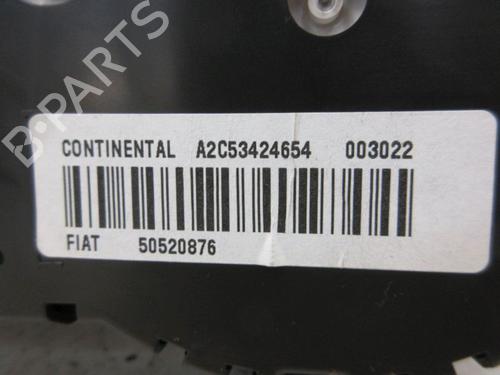 B-PARTS
CONTINENTAL A2C53424654 003022
FIAT 50520876